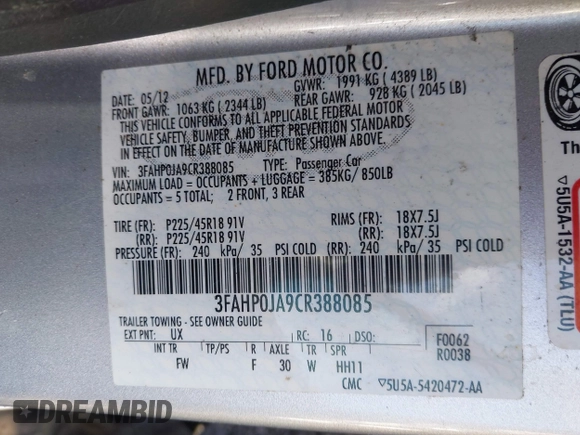 MFD. BY FORD MOTOR CO.
DATE: 05/12 GVWR: 1991 KG ( 4389 LB)
FRONT GAWR: 1063 KG ( 2344 LB) REAR GAWR: 928 KG ( 2045 LB)
THIS VEHICLE CONFORMS TO ALL APPLICABLE FEDERAL MOTOR
VEHICLE SAFETY, BUMPER, AND THEFT PREVENTION STANDARDS
IN EFFECT ON THE DATE OF MANUFACTURE SHOWN ABOVE.
VIN: 3FAHP0JA9CR388085 TYPE: Passenger Car
MAXIMUM LOAD = OCCUPANTS + LUGGAGE = 385KG/ 850LB
OCCUPANTS = 5 TOTAL; 2 FRONT, 3 REAR
TIRE (FR): P225/45R18 91V RIMS (FR): 18X7.5J
(RR): P225/45R18 91V (RR): 18X7.5J
PRESSURE (FR): 240 kPa/ 35 PSI COLD (RR): 240 kPa/ 35 PSI COLD
3FAHP0JA9CR388085
TRAILER TOWING - SEE OWNER GUIDE
EXT PNT: UX RC: 16 DSO: F0062
R0038
INT TR TP/PS R AXLE TR SPR
FW F 30 W HH11
CMC ▽5U5A-5420472-AA
Th
▽5U5A-1532-AA (TLU)
DREAMBID